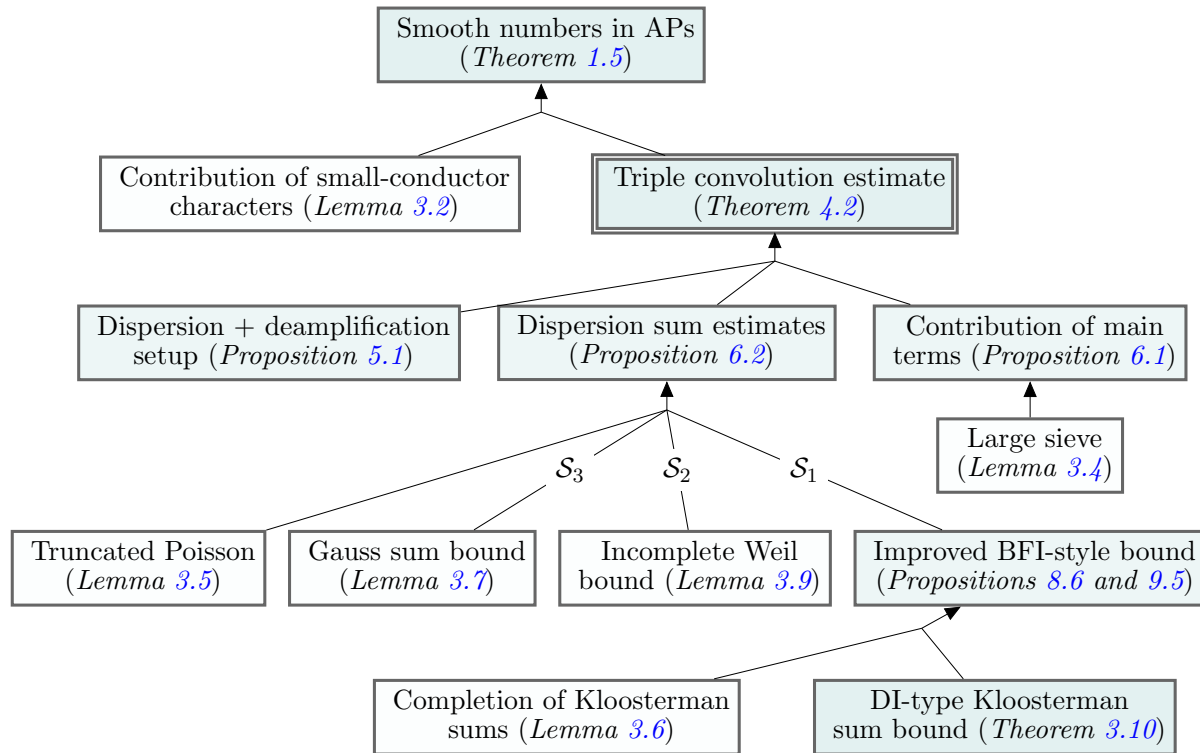 Smooth numbers in APs
(Theorem 1.5)
Contribution of small-conductor
characters (Lemma 3.2)
Triple convolution estimate
(Theorem 4.2)
Dispersion + deamplification
setup (Proposition 5.1)
Dispersion sum estimates
(Proposition 6.2)
Contribution of main
terms (Proposition 6.1)
Large sieve
(Lemma 3.4)
S₃
S₂
S₁
Truncated Poisson
(Lemma 3.5)
Gauss sum bound
(Lemma 3.7)
Incomplete Weil
bound (Lemma 3.9)
Improved BFI-style bound
(Propositions 8.6 and 9.5)
Completion of Kloosterman
sums (Lemma 3.6)
DI-type Kloosterman
sum bound (Theorem 3.10)